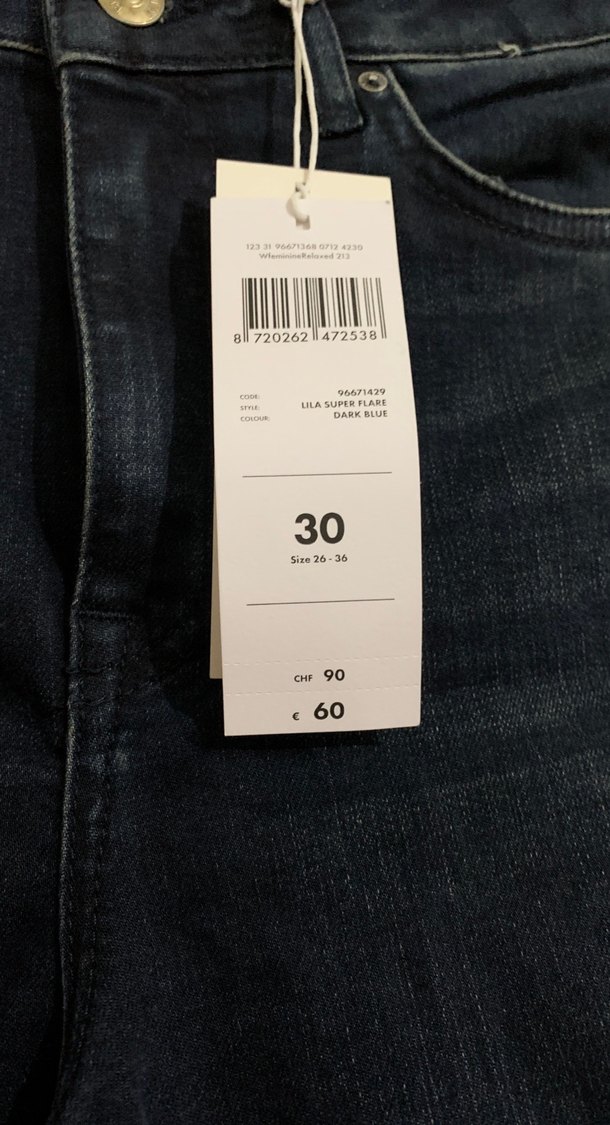 123 31 96671368 0712 4230
WfeminineRelaxed 213
8 720262 472538
CODE: 96671429
STYLE: LILA SUPER FLARE
COLOUR: DARK BLUE
30
Size 26 - 36
CHF 90
€ 60